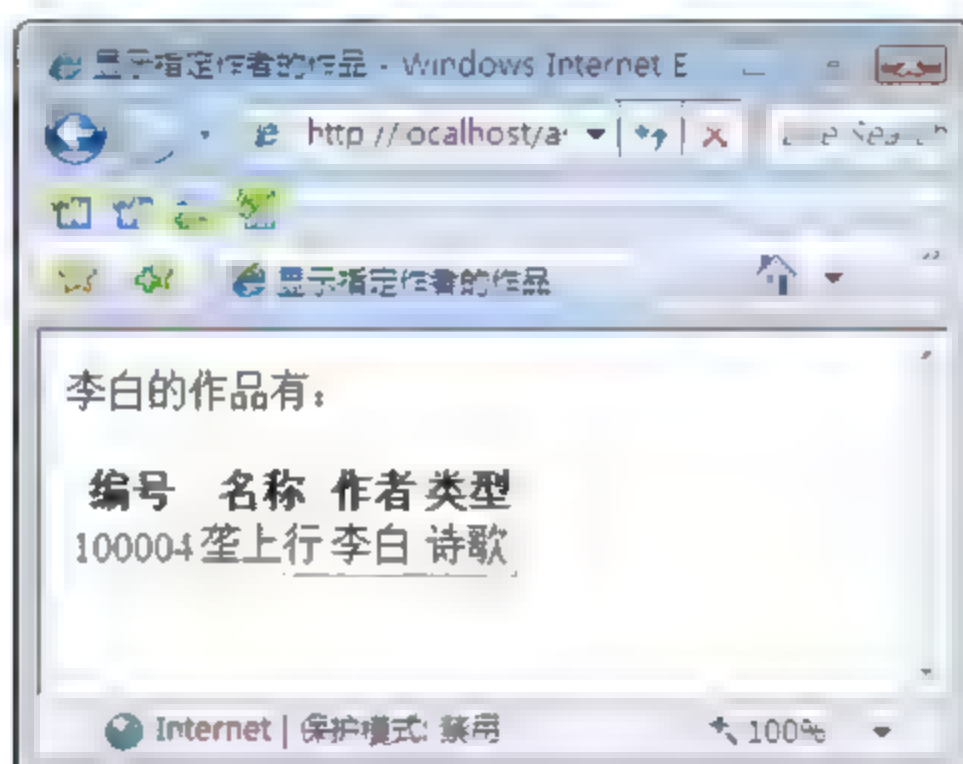 显示指定作者的作品 - Windows Internet E
http://localhost/a
显示指定作者的作品
李白的作品有：
编号 名称 作者 类型
100004 垄上行 李白 诗歌
Internet | 保护模式: 禁用
100%